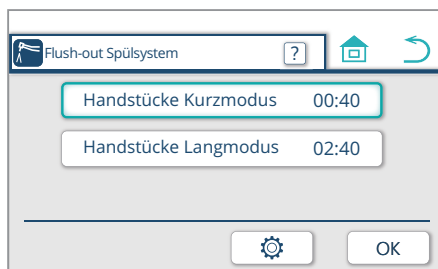 Flush-out Spülsystem ?
Handstücke Kurzmodus 00:40
Handstücke Langmodus 02:40
OK